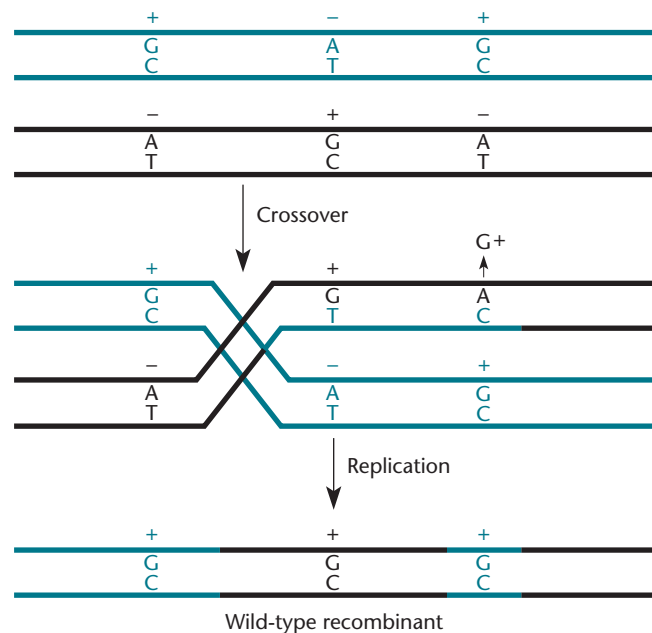 + − +
G A G
C T C
− + −
A G A
T C T
Crossover
G+
+ +
G G A
C T C
− − +
A A G
T T C
Replication
+ + +
G G G
C C C
Wild-type recombinant